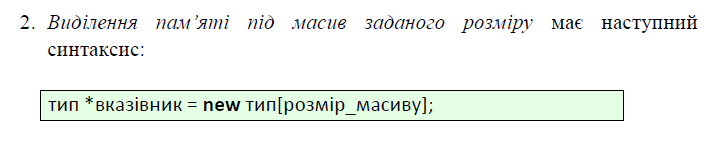 2. Виділення пам’яті під масив заданого розміру має наступний
синтаксис:
тип *вказівник = new тип[розмір_масиву];